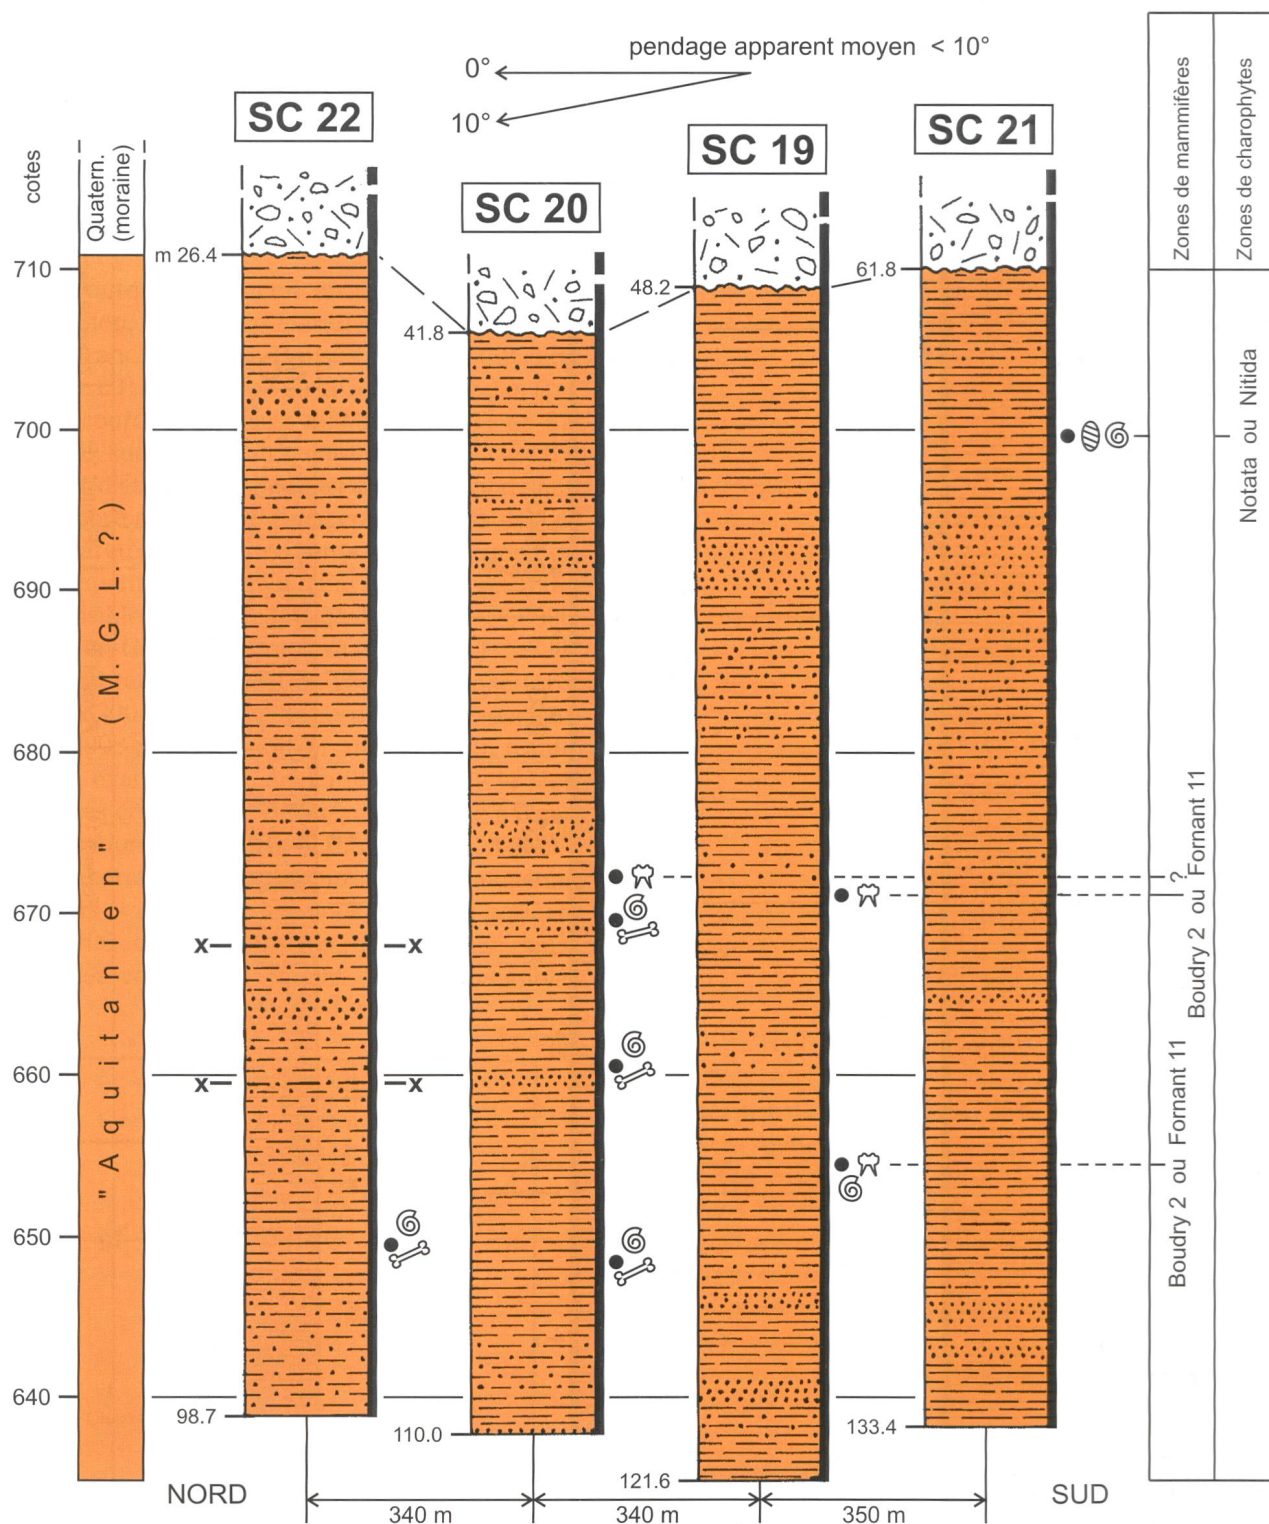 pendage apparent moyen < 10°
0°
10°
SC 22
SC 20
SC 19
SC 21
cotes
Quatern.
(moraine)
Zones de mammifères
Zones de charophytes
m 26.4
41.8
48.2
61.8
710
700
690
680
670
660
650
640
"Aquitanien" (M. G. L. ?)
x x
x x
?
Notata ou Nitida
Boudry 2 ou Fornant 11
Boudry 2 ou Fornant 11
98.7
110.0
121.6
133.4
NORD
340 m
340 m
350 m
SUD